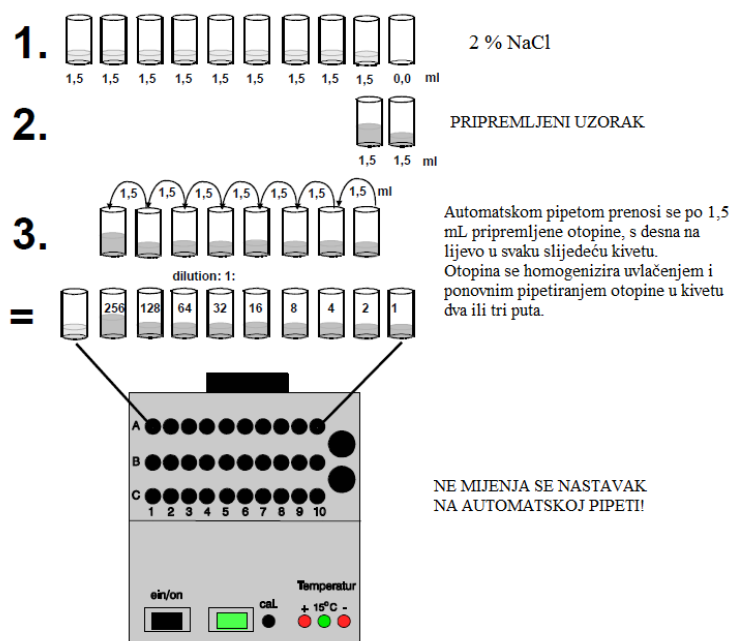 1.
2 % NaCl
1,5 1,5 1,5 1,5 1,5 1,5 1,5 1,5 1,5 0,0 ml
2.
PRIPREMLJENI UZORAK
1,5 1,5 ml
3.
1,5 1,5 1,5 1,5 1,5 1,5 1,5 ml
Automatskom pipetom prenosi se po 1,5
mL pripremljene otopine, s desna na
lijevo u svaku slijedeću kivetu.
Otopina se homogenizira uvlačenjem i
ponovnim pipetiranjem otopine u kivetu
dva ili tri puta.
dilution: 1:
= 256 128 64 32 16 8 4 2 1
A
B
C
1 2 3 4 5 6 7 8 9 10
NE MIJENJA SE NASTAVAK
NA AUTOMATSKOJ PIPETI!
ein/on
caL
Temperatur
+ 15°C -